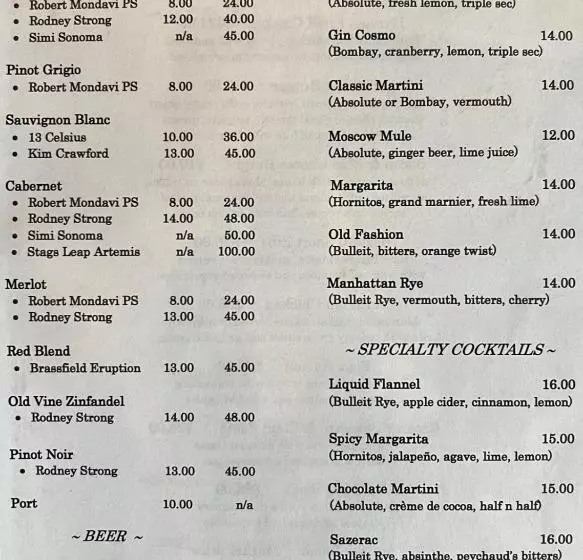 Robert Mondavi PS 8.00 24.00
Rodney Strong 12.00 40.00
Simi Sonoma n/a 45.00
Pinot Grigio
Robert Mondavi PS 8.00 24.00
Sauvignon Blanc
13 Celsius 10.00 36.00
Kim Crawford 13.00 45.00
Cabernet
Robert Mondavi PS 8.00 24.00
Rodney Strong 14.00 48.00
Simi Sonoma n/a 50.00
Stags Leap Artemis n/a 100.00
Merlot
Robert Mondavi PS 8.00 24.00
Rodney Strong 13.00 45.00
Red Blend
Brassfield Eruption 13.00 45.00
Old Vine Zinfandel
Rodney Strong 14.00 48.00
Pinot Noir
Rodney Strong 13.00 45.00
Port 10.00 n/a
~ BEER ~
(Absolute, fresh lemon, triple sec)
Gin Cosmo 14.00
(Bombay, cranberry, lemon, triple sec)
Classic Martini 14.00
(Absolute or Bombay, vermouth)
Moscow Mule 12.00
(Absolute, ginger beer, lime juice)
Margarita 14.00
(Hornitos, grand marnier, fresh lime)
Old Fashion 14.00
(Bulleit, bitters, orange twist)
Manhattan Rye 14.00
(Bulleit Rye, vermouth, bitters, cherry)
~ SPECIALTY COCKTAILS ~
Liquid Flannel 16.00
(Bulleit Rye, apple cider, cinnamon, lemon)
Spicy Margarita 15.00
(Hornitos, jalapeño, agave, lime, lemon)
Chocolate Martini 15.00
(Absolute, crème de cocoa, half n half)
Sazerac 16.00
(Bulleit Rye, absinthe, peychaud's bitters)